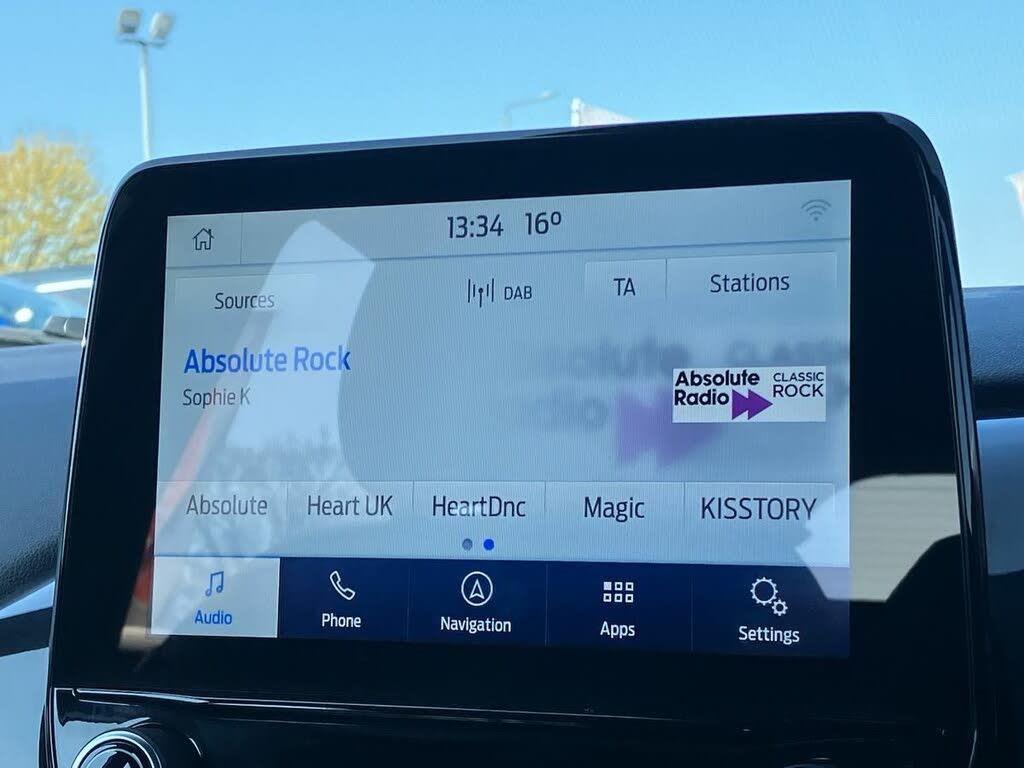 13:34 16º
Sources
DAB
TA
Stations
Absolute Rock
Sophie K
Absolute
Radio
CLASSIC
ROCK
Absolute
Heart UK
HeartDnc
Magic
KISSTORY
Audio
Phone
Navigation
Apps
Settings